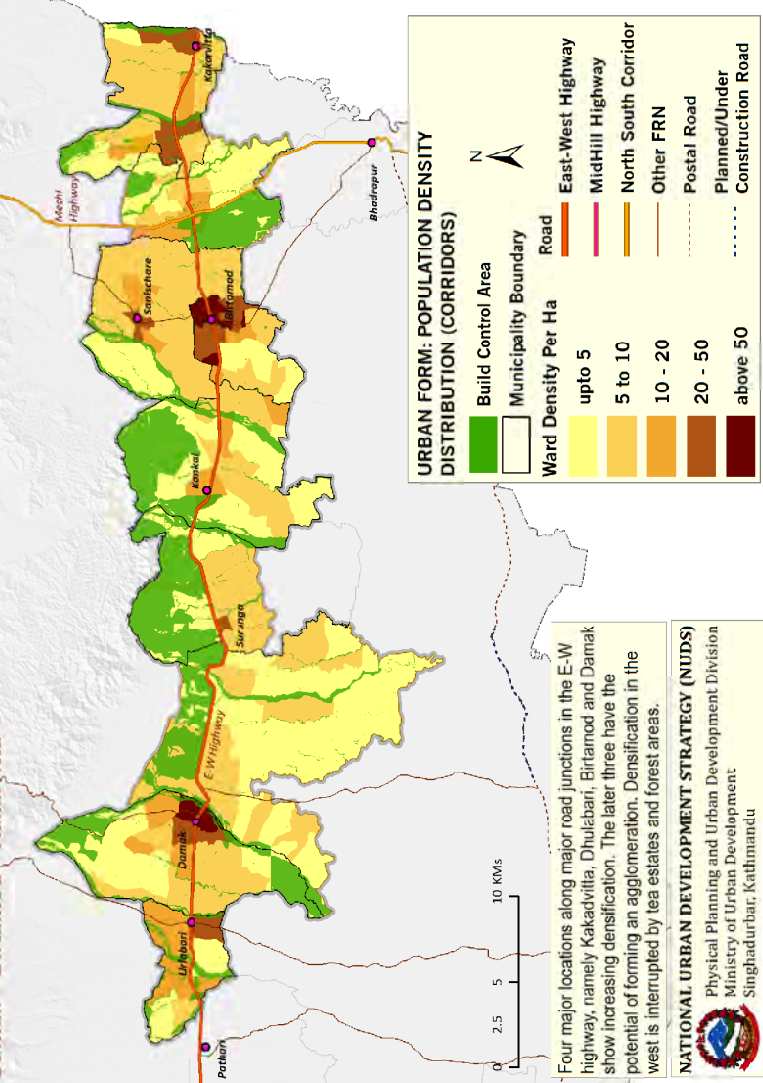 Patkari
Urlabari
Damak
E-W Highway
Surunga
Kankai
Sanischare
Birtamod
Mechi
Highway
Kakarvitta
Bhadrapur
0 2.5 5 10 KMs
URBAN FORM: POPULATION DENSITY
DISTRIBUTION (CORRIDORS)
N
Build Control Area
Municipality Boundary
Ward Density Per Ha
upto 5
5 to 10
10 - 20
20 - 50
above 50
Road
East-West Highway
MidHill Highway
North South Corridor
Other FRN
Postal Road
Planned/Under
Construction Road
Four major locations along major road junctions in the E-W
highway, namely Kakadvitta, Dhulabari, Birtamod and Damak
show increasing densification. The later three have the
potential of forming an agglomeration. Densification in the
west is interrupted by tea estates and forest areas.
NATIONAL URBAN DEVELOPMENT STRATEGY (NUDS)
Physical Planning and Urban Development Division
Ministry of Urban Development
Singhadurbar, Kathmandu